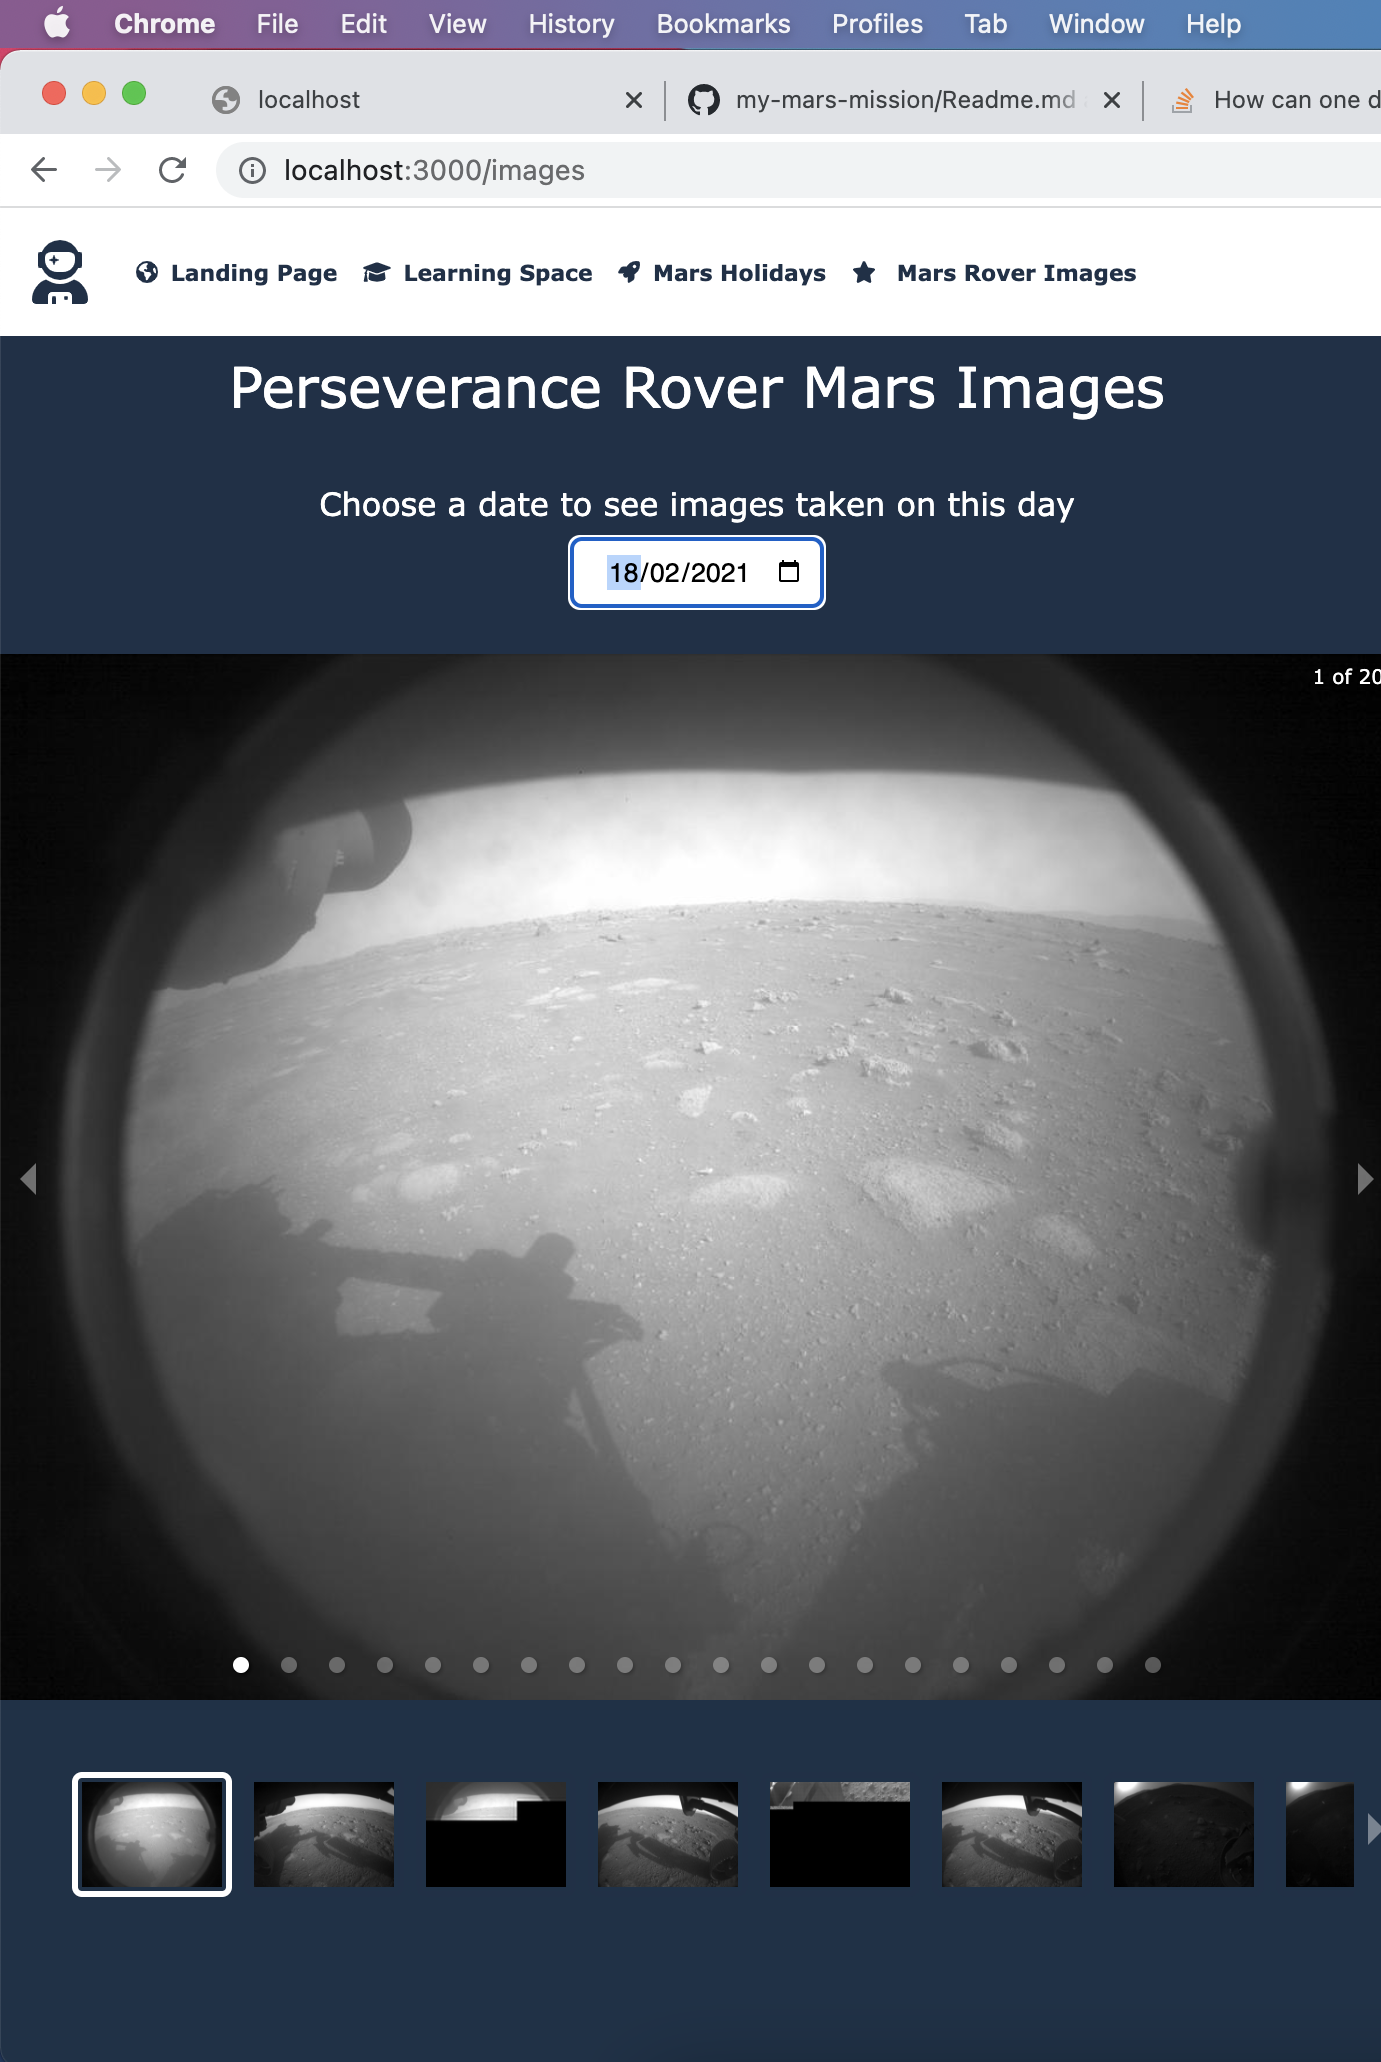 Chrome File Edit View History Bookmarks Profiles Tab Window Help
localhost my-mars-mission/Readme.md How can one d
localhost:3000/images
Landing Page Learning Space Mars Holidays Mars Rover Images
Perseverance Rover Mars Images
Choose a date to see images taken on this day
18/02/2021
1 of 20